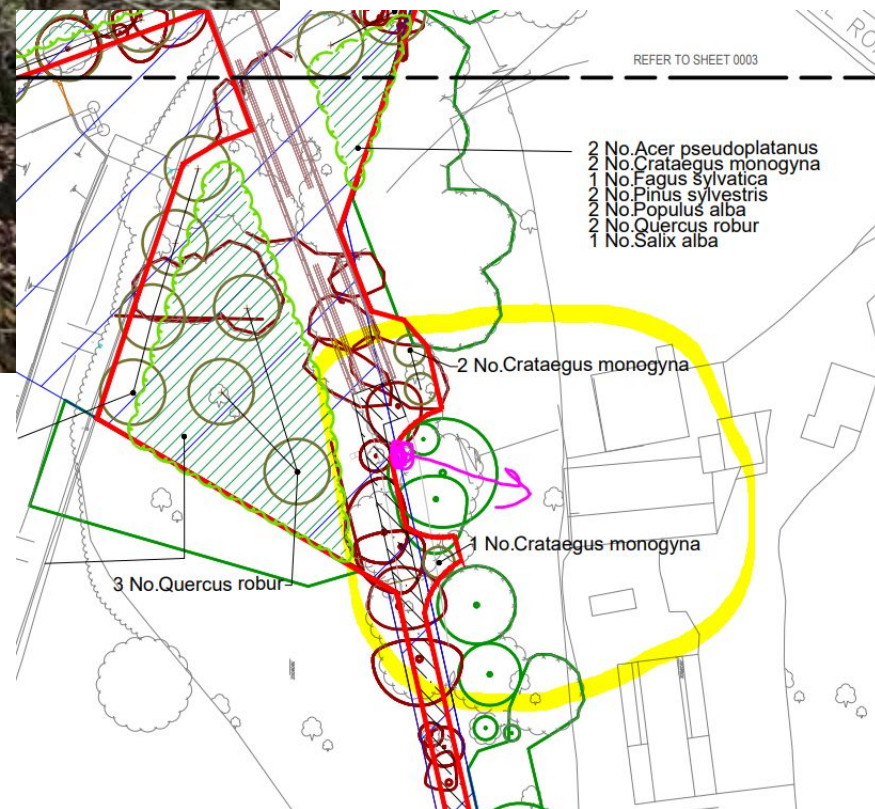 REFER TO SHEET 0003
2 No.Acer pseudoplatanus
2 No.Crataegus monogyna
1 No.Fagus sylvatica
2 No.Pinus sylvestris
2 No.Populus alba
2 No.Quercus robur
1 No.Salix alba
2 No.Crataegus monogyna
1 No.Crataegus monogyna
3 No.Quercus robur